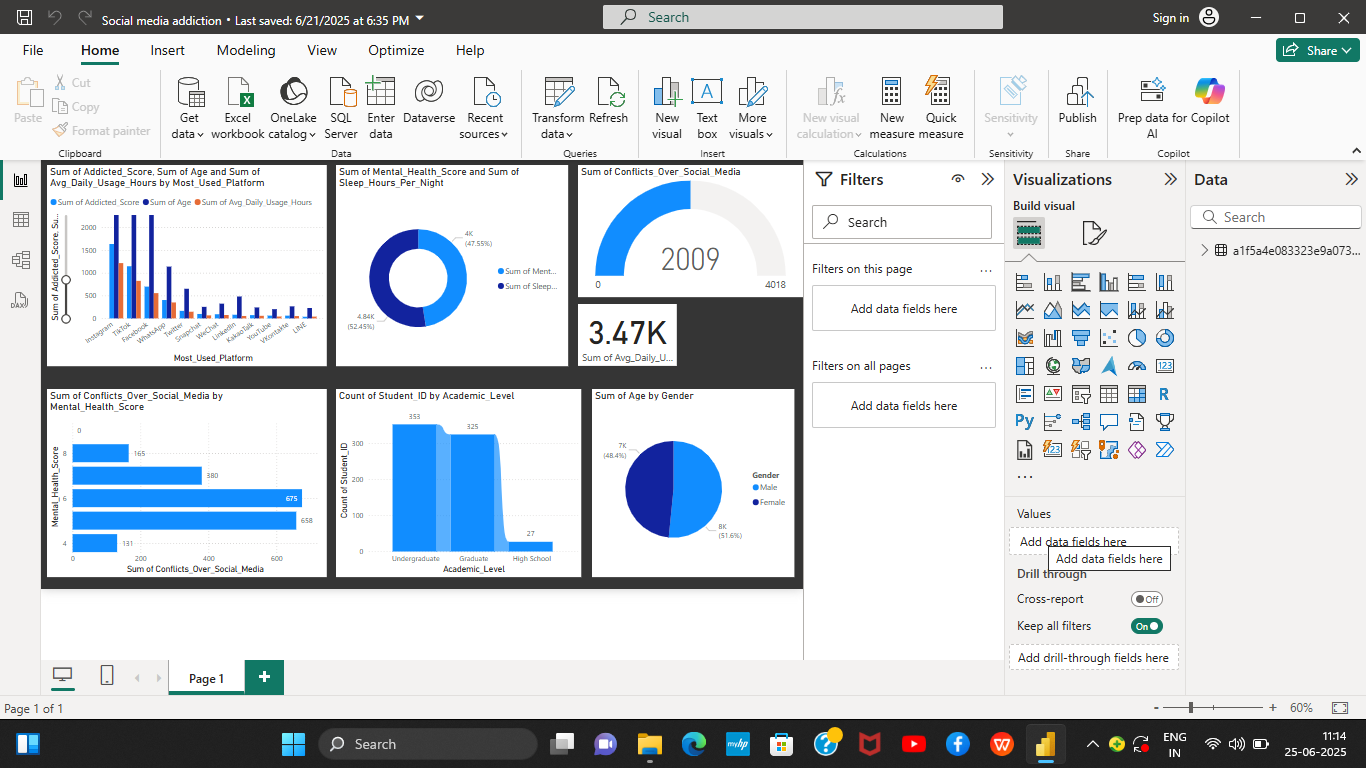 Social media addiction • Last saved: 6/21/2025 at 6:35 PM
Search
Sign in
File
Home
Insert
Modeling
View
Optimize
Help
Share
Paste
Cut
Copy
Format painter
Get data
Excel workbook
OneLake catalog
SQL Server
Enter data
Dataverse
Recent sources
Transform data
Refresh
New visual
Text box
More visuals
New visual calculation
New measure
Quick measure
Sensitivity
Publish
Prep data for AI
Copilot
Clipboard
Data
Queries
Insert
Calculations
Sensitivity
Share
Copilot
Sum of Addicted_Score, Sum of Age and Sum of
Avg_Daily_Usage_Hours by Most_Used_Platform
Sum of Addicted_Score
Sum of Age
Sum of Avg_Daily_Usage_Hours
Sum of Addicted_Score, Su...
2000
1500
1000
500
0
Instagram
TikTok
Facebook
WhatsApp
Twitter
Snapchat
WeChat
LinkedIn
KakaoTalk
YouTube
VKontakte
LINE
Most_Used_Platform
Sum of Mental_Health_Score and Sum of
Sleep_Hours_Per_Night
4K
(47.55%)
4.84K
(52.45%)
Sum of Ment...
Sum of Sleep...
Sum of Conflicts_Over_Social_Media
2009
0
4018
3.47K
Sum of Avg_Daily_U...
Sum of Conflicts_Over_Social_Media by
Mental_Health_Score
Mental_Health_Score
0
8
165
380
6
675
658
4
131
0
200
400
600
Sum of Conflicts_Over_Social_Media
Count of Student_ID by Academic_Level
Count of Student_ID
353
325
27
300
200
100
0
Undergraduate
Graduate
High School
Academic_Level
Sum of Age by Gender
7K
(48.4%)
8K
(51.6%)
Gender
Male
Female
Filters
Search
Filters on this page
...
Add data fields here
Filters on all pages
...
Add data fields here
Visualizations
Build visual
123
R
Py
123
...
Values
Add data fields here
Add data fields here
Drill through
Cross-report
Off
Keep all filters
On
Add drill-through fields here
Data
Search
a1f5a4e083323e9a073...
DAX
Page 1
+
Page 1 of 1
- + 60%
Search
myhp
ENG
IN
11:14
25-06-2025